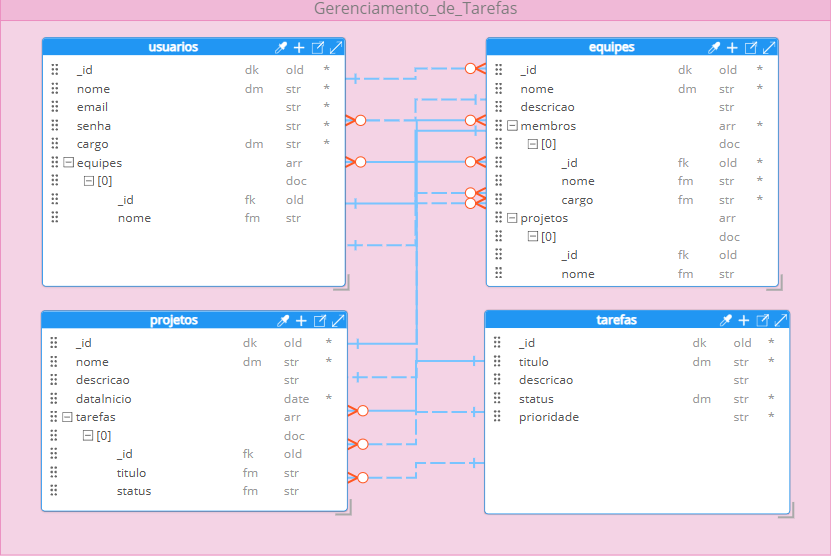 Gerenciamento_de_Tarefas
usuarios
_id dk old *
nome dm str *
email str *
senha str *
cargo dm str *
equipes arr
[0] doc
_id fk old
nome fm str
equipes
_id dk old *
nome dm str *
descricao str
membros arr *
[0] doc
_id fk old *
nome fm str *
cargo fm str *
projetos arr
[0] doc
_id fk old
nome fm str
projetos
_id dk old *
nome dm str *
descricao str
dataInicio date *
tarefas arr
[0] doc
_id fk old
titulo fm str
status fm str
tarefas
_id dk old *
titulo dm str *
descricao str
status dm str *
prioridade str *